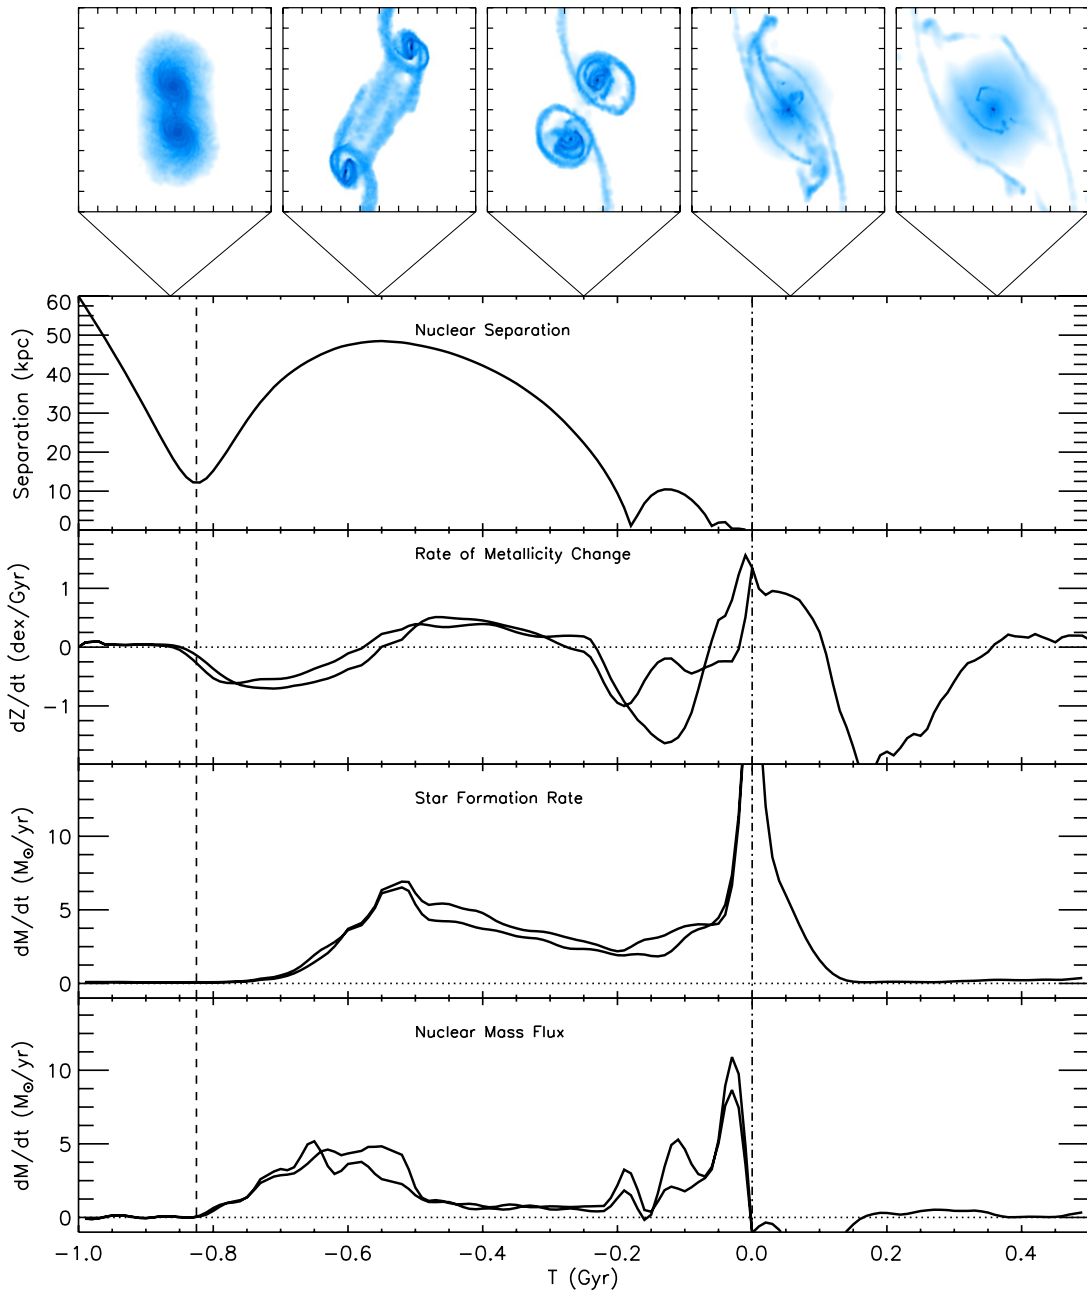 60
50
40
30
20
10
0
Separation (kpc)
Nuclear Separation
1
0
−1
dZ/dt (dex/Gyr)
Rate of Metallicity Change
10
5
0
dM/dt (M⊙/yr)
Star Formation Rate
10
5
0
dM/dt (M⊙/yr)
Nuclear Mass Flux
−1.0 −0.8 −0.6 −0.4 −0.2 0.0 0.2 0.4
T (Gyr)